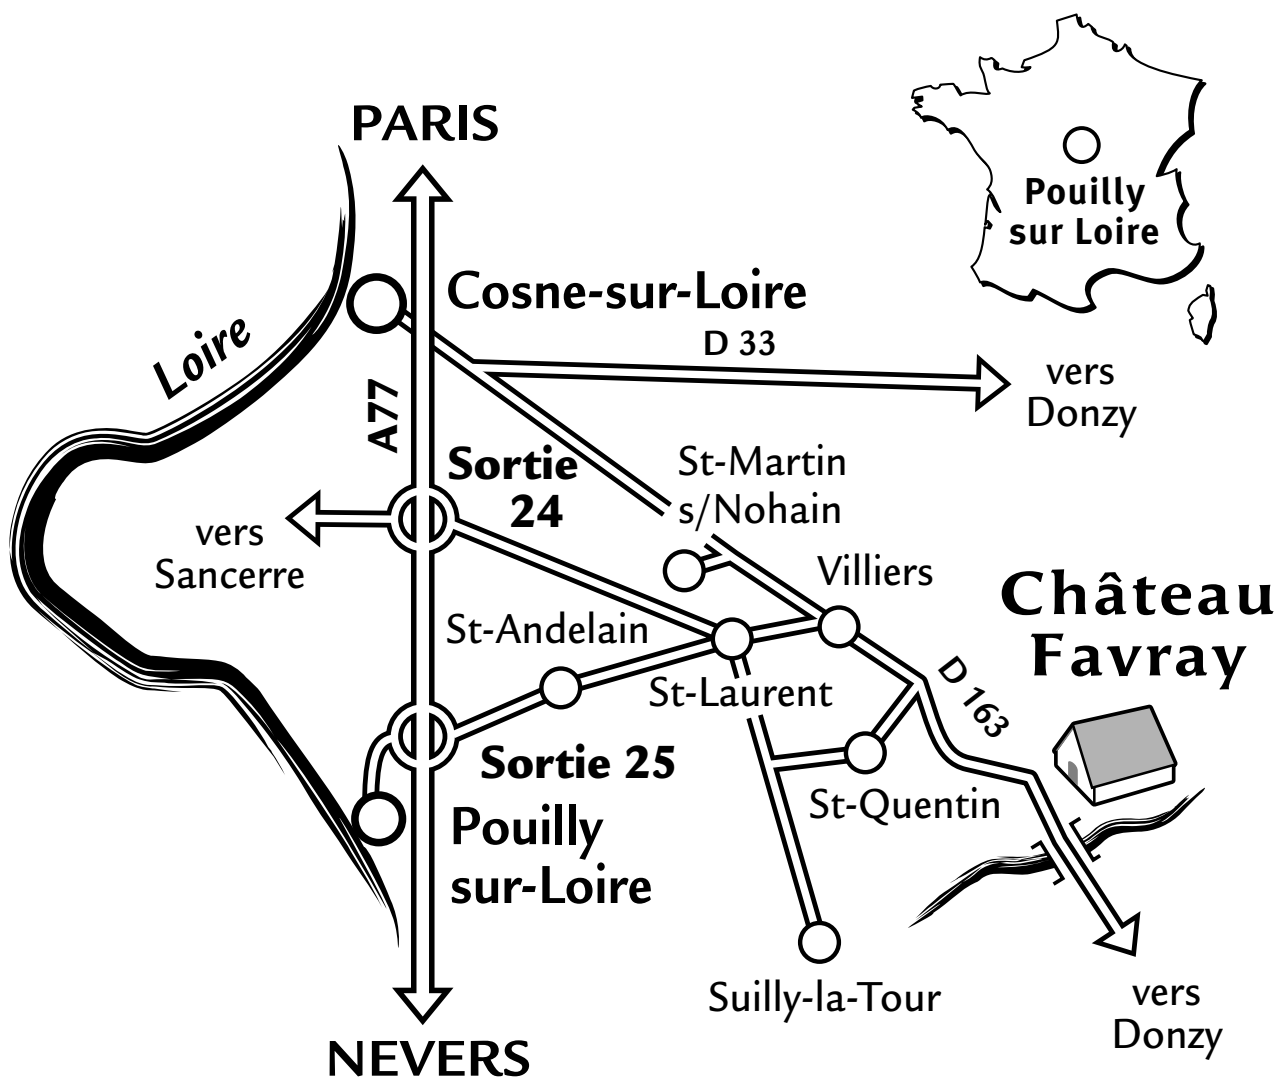 PARIS
Pouilly
sur Loire
Cosne-sur-Loire
D 33
Loire
vers
Donzy
A77
Sortie
24
St-Martin
s/Nohain
vers
Sancerre
Villiers
Château
Favray
St-Andelain
St-Laurent
D 163
Sortie 25
St-Quentin
Pouilly
sur-Loire
Suilly-la-Tour
vers
Donzy
NEVERS